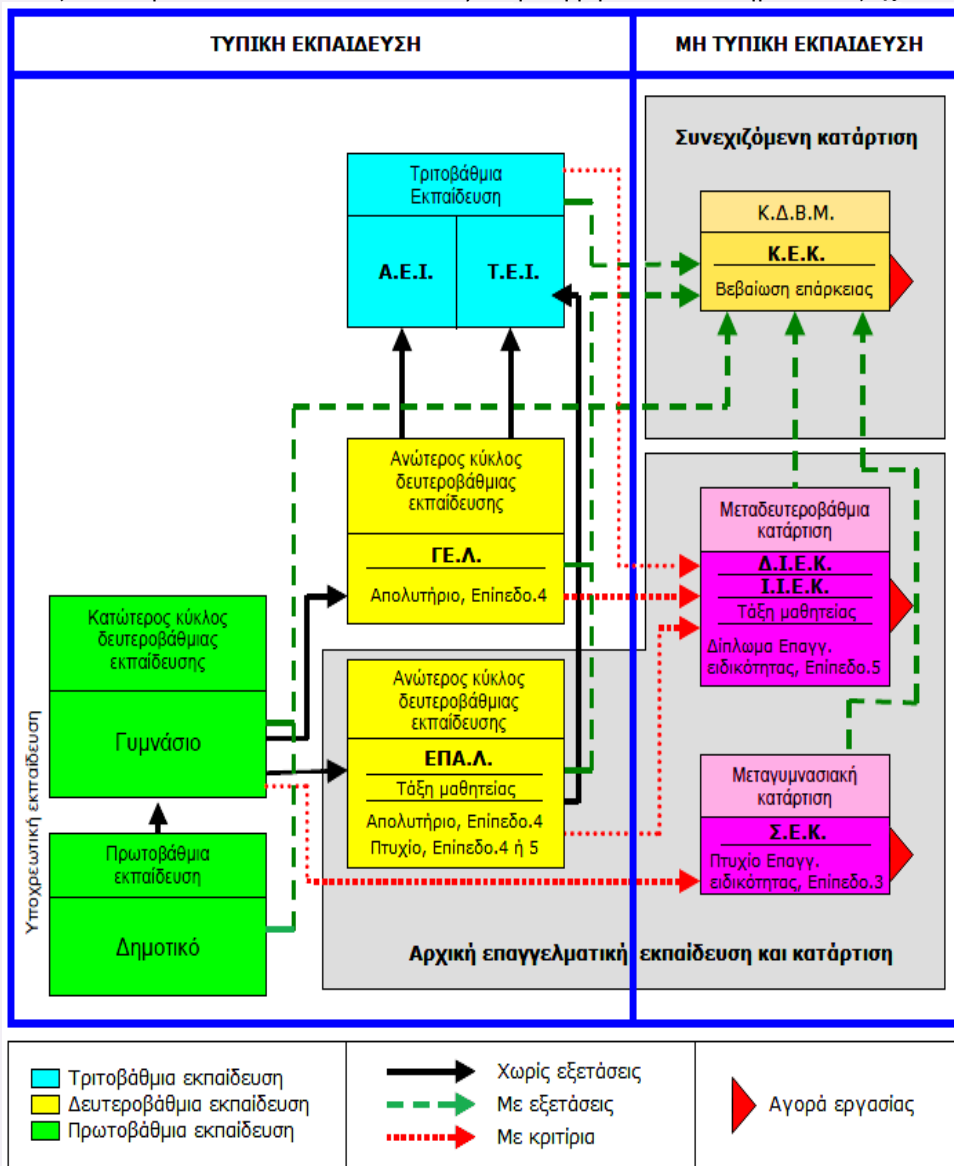 ΤΥΠΙΚΗ ΕΚΠΑΙΔΕΥΣΗ
ΜΗ ΤΥΠΙΚΗ ΕΚΠΑΙΔΕΥΣΗ
Συνεχιζόμενη κατάρτιση
Τριτοβάθμια
Εκπαίδευση
Α.Ε.Ι.
Τ.Ε.Ι.
Κ.Δ.Β.Μ.
Κ.Ε.Κ.
Βεβαίωση επάρκειας
Ανώτερος κύκλος
δευτεροβάθμιας
εκπαίδευσης
ΓΕ.Λ.
Απολυτήριο, Επίπεδο.4
Μεταδευτεροβάθμια
κατάρτιση
Δ.Ι.Ε.Κ.
Ι.Ι.Ε.Κ.
Τάξη μαθητείας
Δίπλωμα Επαγγ.
ειδικότητας, Επίπεδο.5
Υποχρεωτική εκπαίδευση
Κατώτερος κύκλος
δευτεροβάθμιας
εκπαίδευσης
Γυμνάσιο
Ανώτερος κύκλος
δευτεροβάθμιας
εκπαίδευσης
ΕΠΑ.Λ.
Τάξη μαθητείας
Απολυτήριο, Επίπεδο.4
Πτυχίο, Επίπεδο.4 ή 5
Μεταγυμνασιακή
κατάρτιση
Σ.Ε.Κ.
Πτυχίο Επαγγ.
ειδικότητας, Επίπεδο.3
Πρωτοβάθμια
εκπαίδευση
Δημοτικό
Αρχική επαγγελματική εκπαίδευση και κατάρτιση
Τριτοβάθμια εκπαίδευση
Δευτεροβάθμια εκπαίδευση
Πρωτοβάθμια εκπαίδευση
Χωρίς εξετάσεις
Με εξετάσεις
Με κριτίρια
Αγορά εργασίας